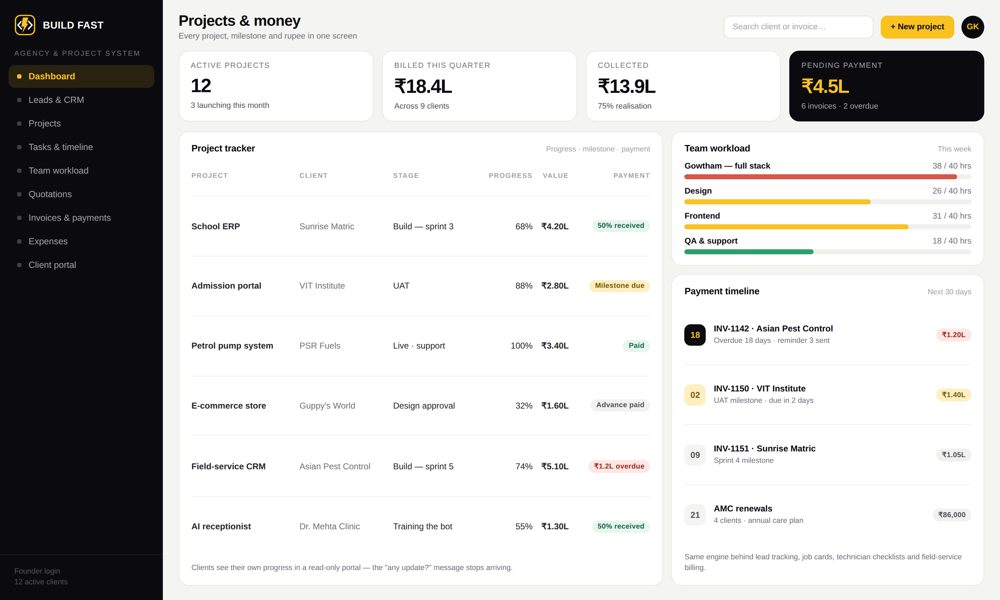 BUILD FAST
AGENCY & PROJECT SYSTEM
Dashboard
Leads & CRM
Projects
Tasks & timeline
Team workload
Quotations
Invoices & payments
Expenses
Client portal
Founder login
12 active clients
Projects & money
Every project, milestone and rupee in one screen
Search client or invoice…
+ New project
GK
ACTIVE PROJECTS
12
3 launching this month
BILLED THIS QUARTER
₹18.4L
Across 9 clients
COLLECTED
₹13.9L
75% realisation
PENDING PAYMENT
₹4.5L
6 invoices · 2 overdue
Project tracker
Progress · milestone · payment
PROJECT CLIENT STAGE PROGRESS VALUE PAYMENT
School ERP Sunrise Matric Build — sprint 3 68% ₹4.20L 50% received
Admission portal VIT Institute UAT 88% ₹2.80L Milestone due
Petrol pump system PSR Fuels Live · support 100% ₹3.40L Paid
E-commerce store Guppy's World Design approval 32% ₹1.60L Advance paid
Field-service CRM Asian Pest Control Build — sprint 5 74% ₹5.10L ₹1.2L overdue
AI receptionist Dr. Mehta Clinic Training the bot 55% ₹1.30L 50% received
Clients see their own progress in a read-only portal — the "any update?" message stops arriving.
Team workload
This week
Gowtham — full stack 38 / 40 hrs
Design 26 / 40 hrs
Frontend 31 / 40 hrs
QA & support 18 / 40 hrs
Payment timeline
Next 30 days
18 INV-1142 · Asian Pest Control ₹1.20L
Overdue 18 days · reminder 3 sent
02 INV-1150 · VIT Institute ₹1.40L
UAT milestone · due in 2 days
09 INV-1151 · Sunrise Matric ₹1.05L
Sprint 4 milestone
21 AMC renewals ₹86,000
4 clients · annual care plan
Same engine behind lead tracking, job cards, technician checklists and field-service
billing.